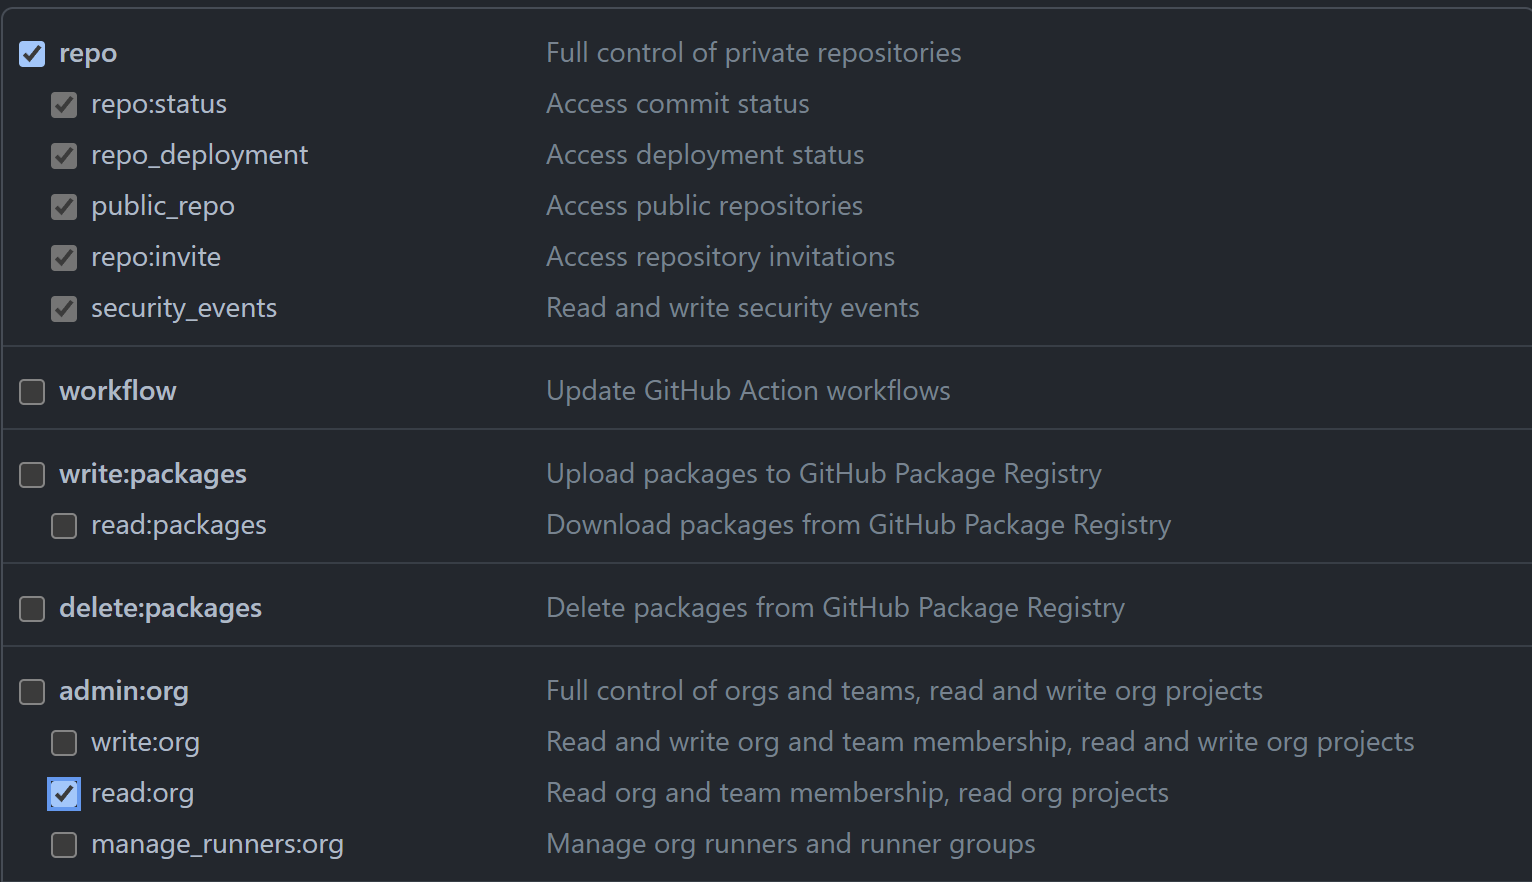 repo Full control of private repositories
repo:status Access commit status
repo_deployment Access deployment status
public_repo Access public repositories
repo:invite Access repository invitations
security_events Read and write security events
workflow Update GitHub Action workflows
write:packages Upload packages to GitHub Package Registry
read:packages Download packages from GitHub Package Registry
delete:packages Delete packages from GitHub Package Registry
admin:org Full control of orgs and teams, read and write org projects
write:org Read and write org and team membership, read and write org projects
read:org Read org and team membership, read org projects
manage_runners:org Manage org runners and runner groups